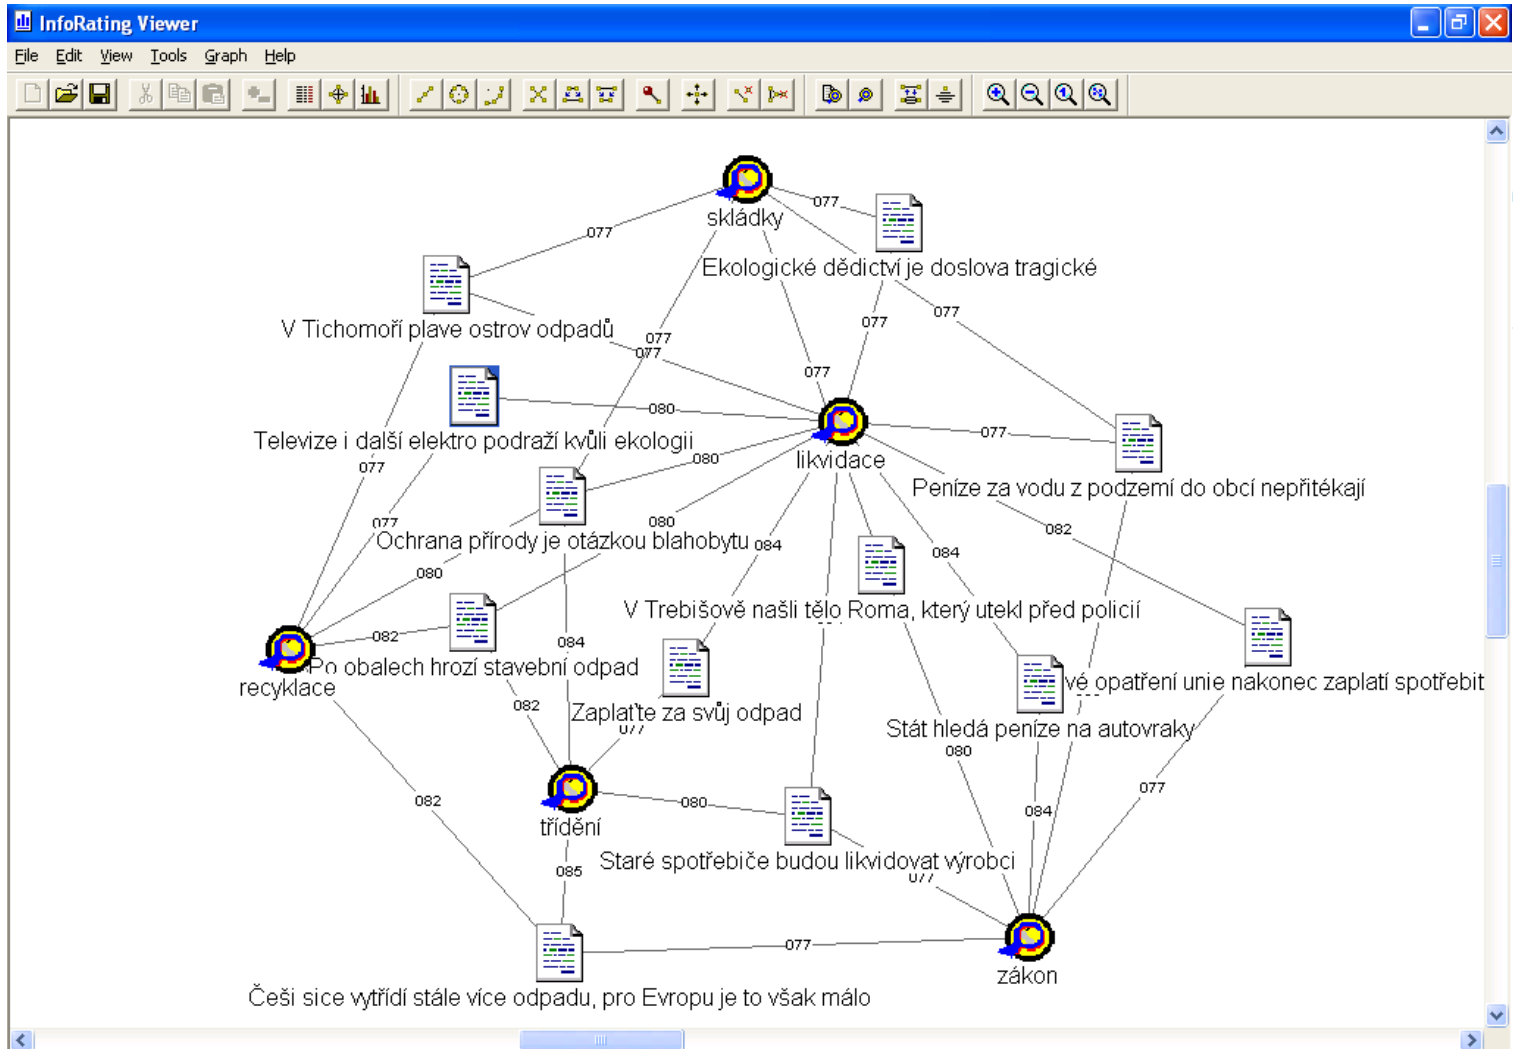 InfoRating Viewer
File Edit View Tools Graph Help
skládky
077
Ekologické dědictví je doslova tragické
077
V Tichomoří plave ostrov odpadů
077
077
077
077
077
077
080
Televize i další elektro podraží kvůli ekologii
likvidace
077
080
077
Peníze za vodu z podzemí do obcí nepřitékají
077
080
082
Ochrana přírody je otázkou blahobytu
084
084
080
V Trebišově našli tělo Roma, který utekl před policií
082
084
Po obalech hrozí stavební odpad
recyklace
vé opatření unie nakonec zaplatí spotřebit
082
Zaplaťte za svůj odpad
077
Stát hledá peníze na autovraky
080
077
082
080
084
třídění
Staré spotřebiče budou likvidovat výrobci
085
077
077
zákon
Češi sice vytřídí stále více odpadu, pro Evropu je to však málo